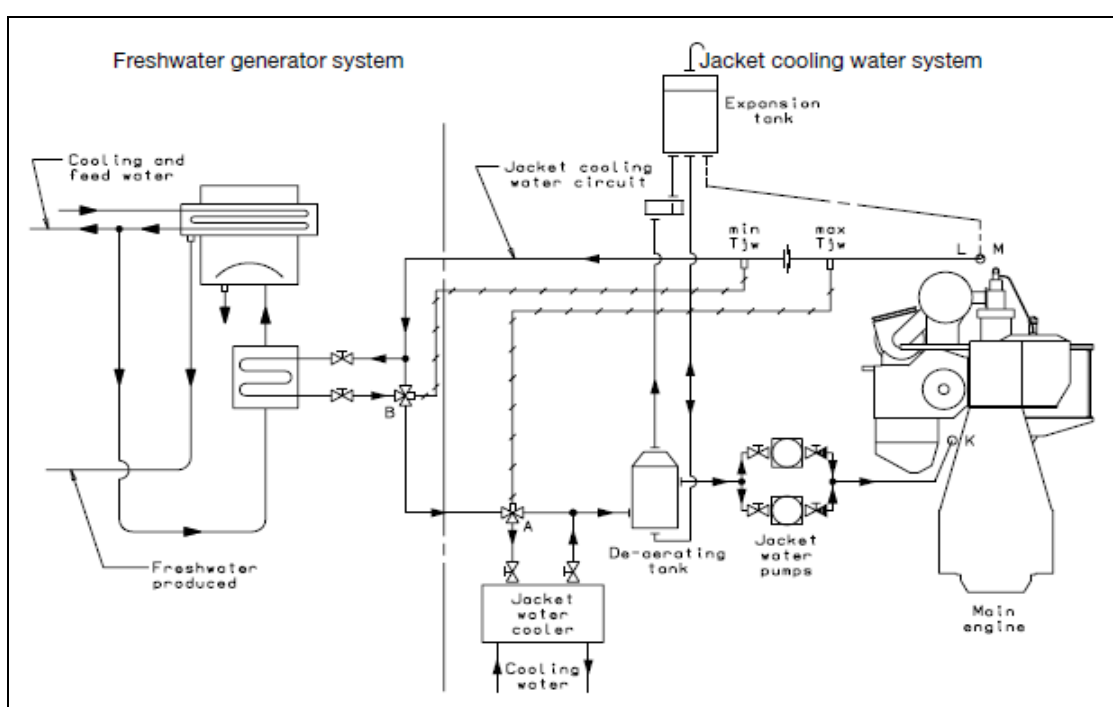 Freshwater generator system
Jacket cooling water system
Expansion
tank
Cooling and
feed water
Jacket cooling
water circuit
min
Tjw
max
Tjw
L
M
B
K
A
De-aerating
tank
Jacket
water
pumps
Freshwater
produced
Jacket
water
cooler
Main
engine
Cooling
water